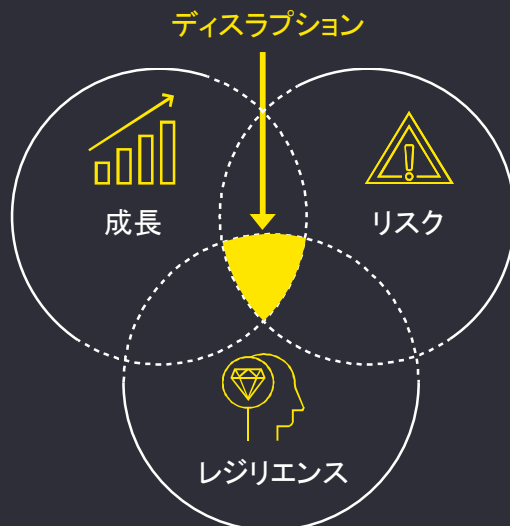 ディスラプション
成長
リスク
レジリエンス